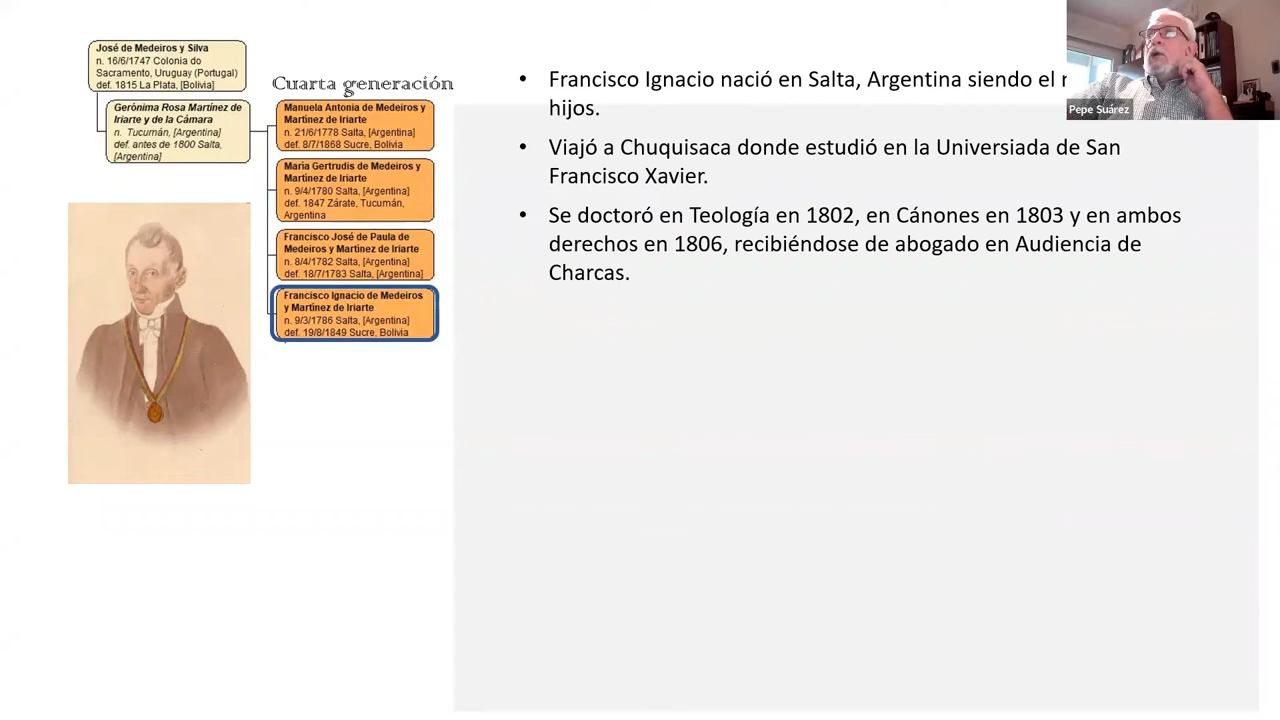 José de Medeiros y Silva
n. 16/6/1747 Colonia do
Sacramento, Uruguay (Portugal)
def. 1815 La Plata, [Bolivia]
Gerónima Rosa Martínez de
Iriarte y de la Cámara
n. Tucumán, [Argentina]
def. antes de 1800 Salta,
[Argentina]
Cuarta generación
Manuela Antonia de Medeiros y
Martínez de Iriarte
n. 21/6/1778 Salta, [Argentina]
def. 8/7/1868 Sucre, Bolivia
María Gertrudis de Medeiros y
Martínez de Iriarte
n. 9/4/1780 Salta, [Argentina]
def. 1847 Zárate, Tucumán,
Argentina
Francisco José de Paula de
Medeiros y Martínez de Iriarte
n. 8/4/1782 Salta, [Argentina]
def. 18/7/1783 Salta, [Argentina]
Francisco Ignacio de Medeiros
y Martínez de Iriarte
n. 9/3/1786 Salta, [Argentina]
def. 19/8/1849 Sucre, Bolivia
• Francisco Ignacio nació en Salta, Argentina siendo el
hijos.
• Viajó a Chuquisaca donde estudió en la Universiada de San
Francisco Xavier.
• Se doctoró en Teología en 1802, en Cánones en 1803 y en ambos
derechos en 1806, recibiéndose de abogado en Audiencia de
Charcas.
Pepe Suárez